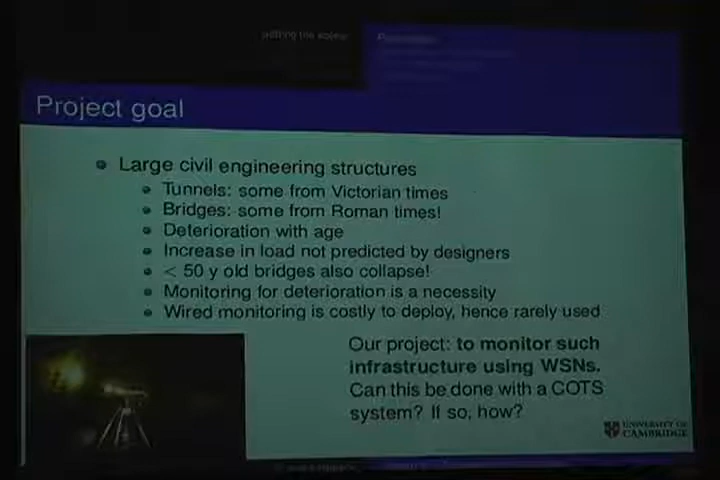 Project goal
Large civil engineering structures
Tunnels: some from Victorian times
Bridges: some from Roman times!
Deterioration with age
Increase in load not predicted by designers
< 50 y old bridges also collapse!
Monitoring for deterioration is a necessity
Wired monitoring is costly to deploy, hence rarely used
Our project: to monitor such
infrastructure using WSNs.
Can this be done with a COTS
system? If so, how?
UNIVERSITY OF
CAMBRIDGE